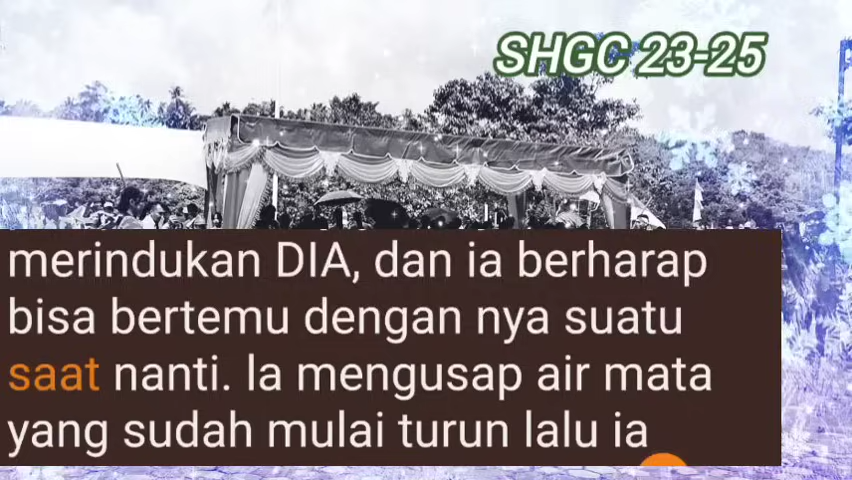 SHGC 23-25
merindukan DIA, dan ia berharap
bisa bertemu dengan nya suatu
saat nanti. Ia mengusap air mata
yang sudah mulai turun lalu ia